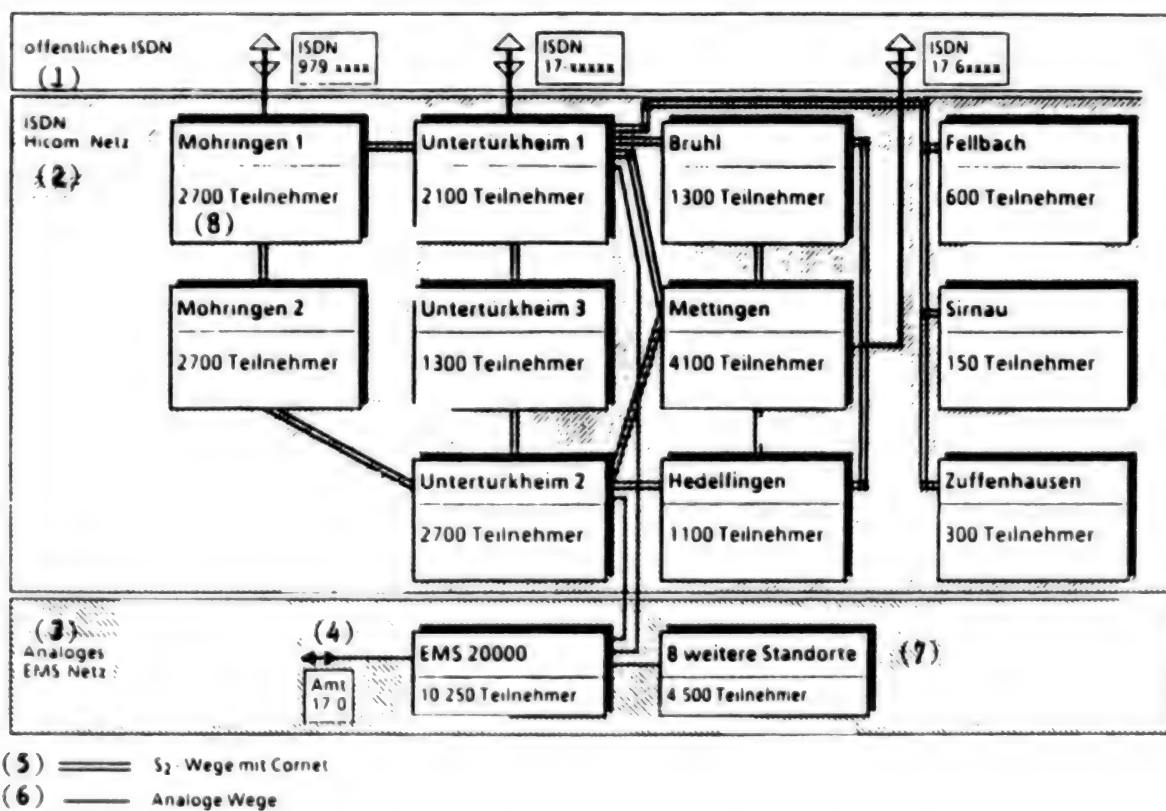 offentliches ISDN
(1)
ISDN
979 xxxx
ISDN
17-xxxxx
ISDN
17 6xxxx
ISDN
Hicom Netz
(2)
Mohringen 1
2700 Teilnehmer
(8)
Unterturkheim 1
2100 Teilnehmer
Bruhl
1300 Teilnehmer
Fellbach
600 Teilnehmer
Mohringen 2
2700 Teilnehmer
Unterturkheim 3
1300 Teilnehmer
Mettingen
4100 Teilnehmer
Sirnau
150 Teilnehmer
Unterturkheim 2
2700 Teilnehmer
Hedelfingen
1100 Teilnehmer
Zuffenhausen
300 Teilnehmer
(3)
Analoges
EMS Netz
(4)
Amt
17 0
EMS 20000
10 250 Teilnehmer
8 weitere Standorte
4 500 Teilnehmer
(7)
(5) S2-Wege mit Cornet
(6) Analoge Wege